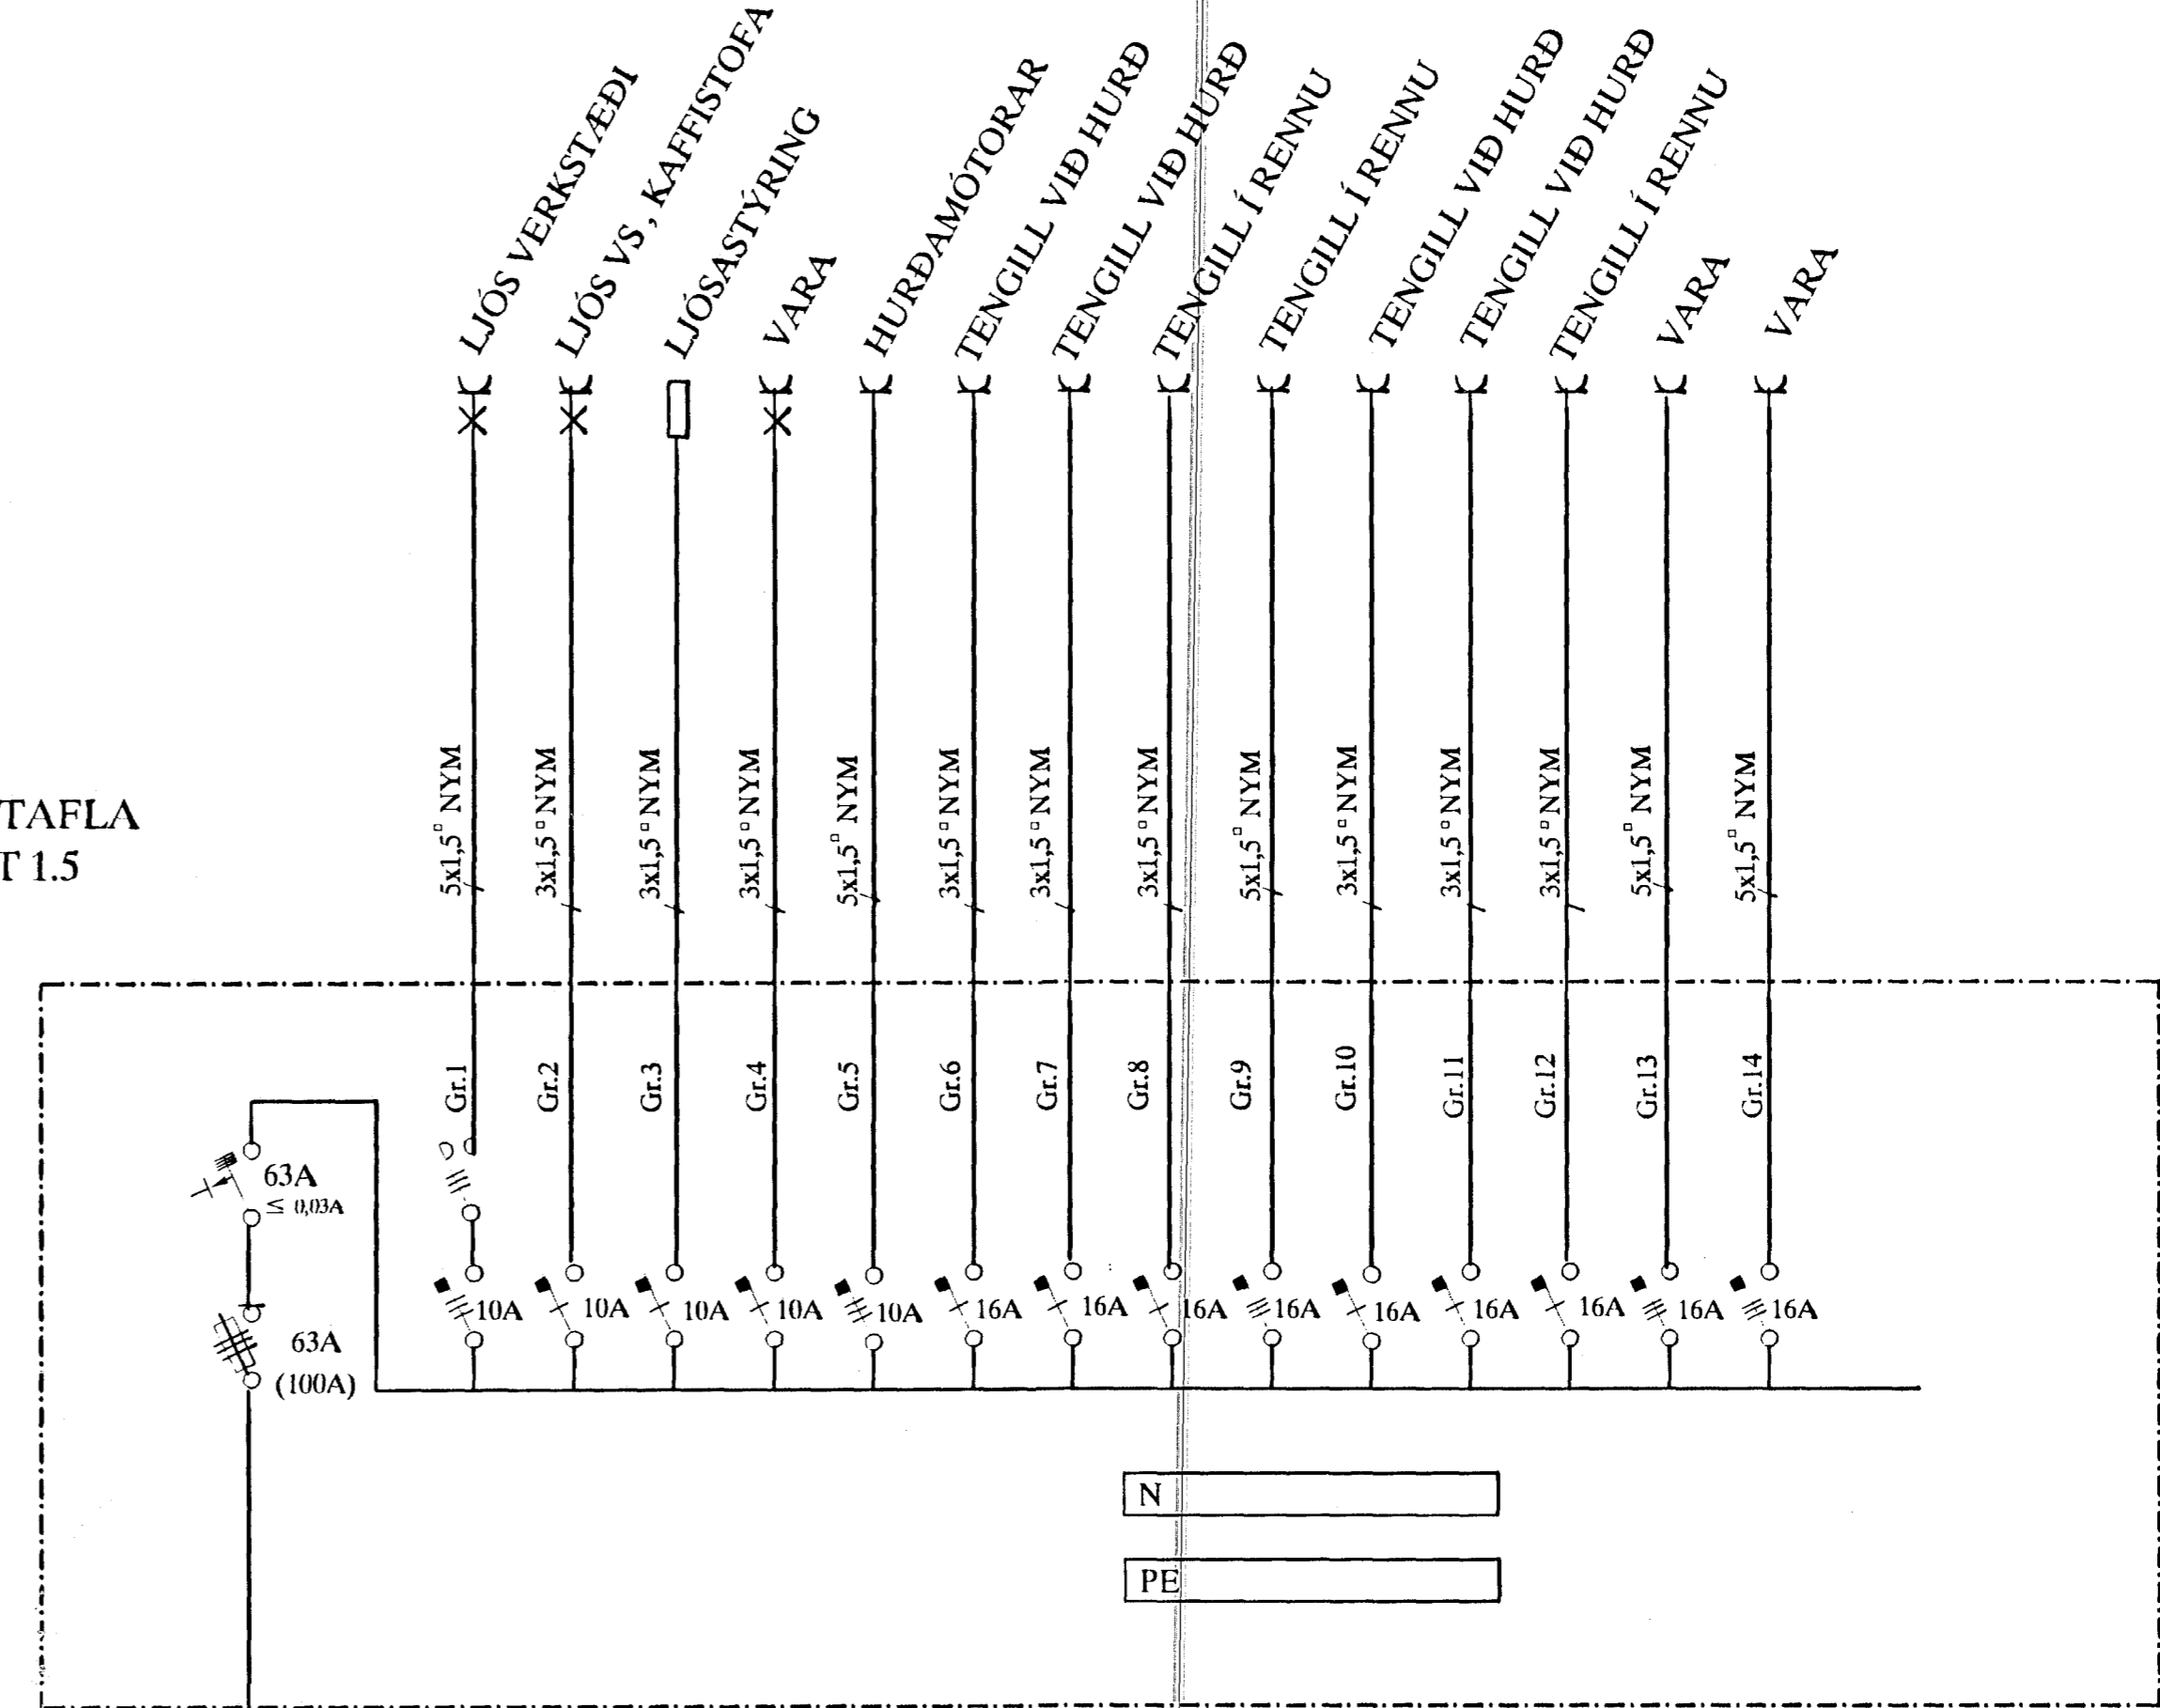 LJÓS VERKSTÆÐI
LJÓS VS , KAFFISTOFA
LJÓSASTÝRING
VARA
HURÐAMÓTORAR
TENGILL VIÐ HURÐ
TENGILL VIÐ HURÐ
TENGILL Í RENNU
TENGILL Í RENNU
TENGILL VIÐ HURÐ
TENGILL VIÐ HURÐ
TENGILL Í RENNU
VARA
VARA
TAFLA
T 1.5
5x1,5□ NYM
3x1,5□ NYM
3x1,5□ NYM
3x1,5□ NYM
5x1,5□ NYM
3x1,5□ NYM
3x1,5□ NYM
3x1,5□ NYM
5x1,5□ NYM
3x1,5□ NYM
3x1,5□ NYM
3x1,5□ NYM
5x1,5□ NYM
5x1,5□ NYM
Gr.1
Gr.2
Gr.3
Gr.4
Gr.5
Gr.6
Gr.7
Gr.8
Gr.9
Gr.10
Gr.11
Gr.12
Gr.13
Gr.14
63A
≤ 0,03A
63A
(100A)
10A
10A
10A
10A
10A
16A
16A
16A
16A
16A
16A
16A
16A
16A
N
PE